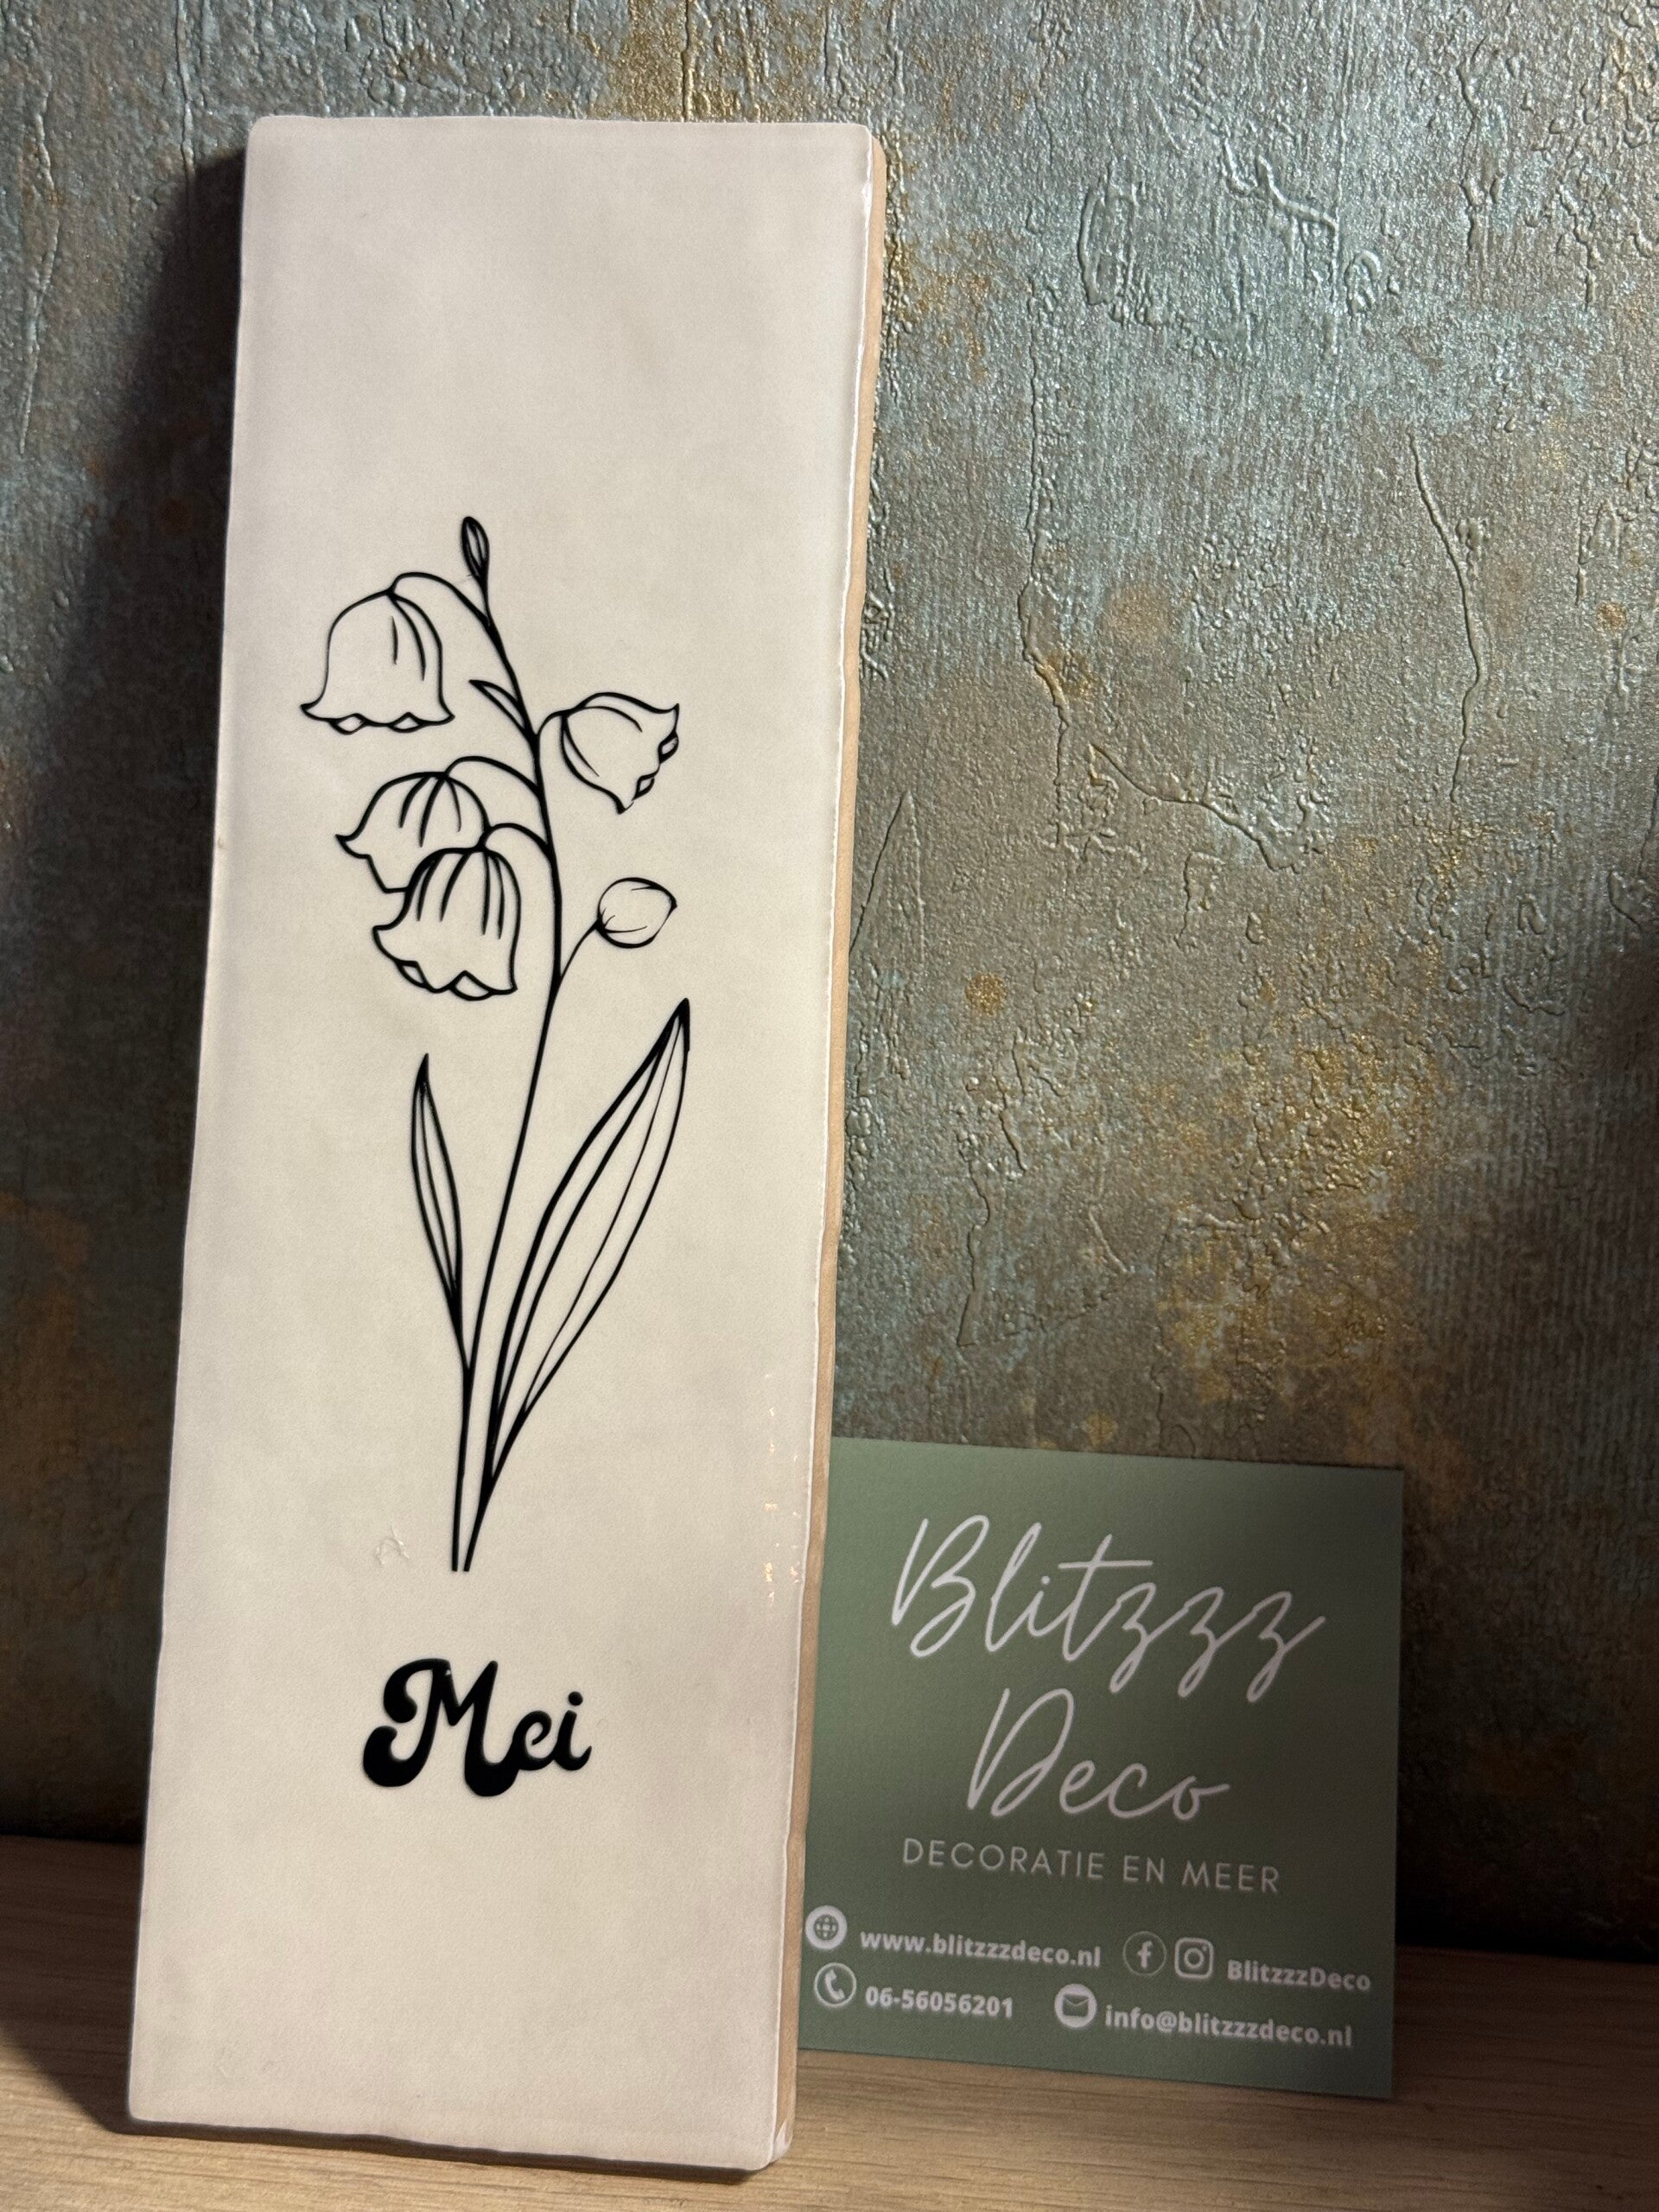 Mei
Blitzzz
Deco
DECORATIE EN MEER
www.blitzzzdeco.nl BlitzzzDeco
06-56056201 info@blitzzzdeco.nl